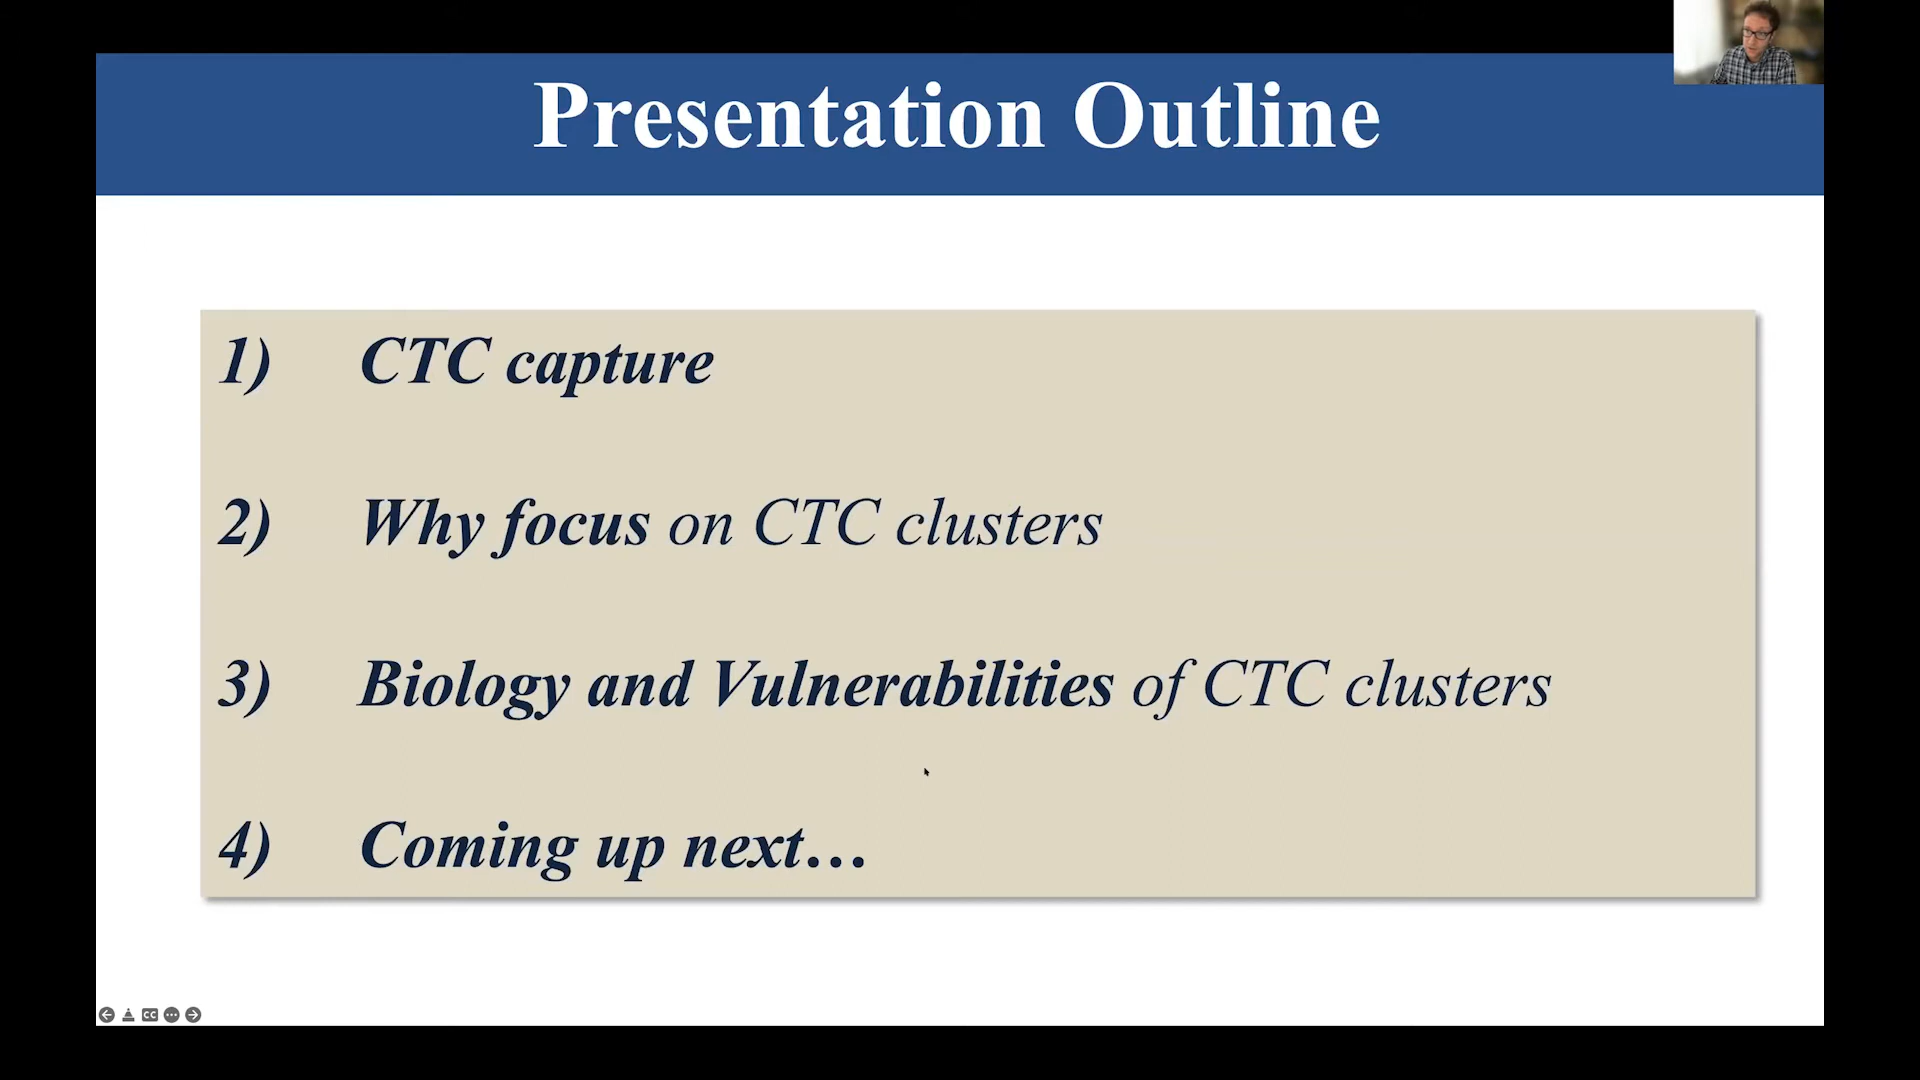 Presentation Outline
1) CTC capture
2) Why focus on CTC clusters
3) Biology and Vulnerabilities of CTC clusters
4) Coming up next…
CC